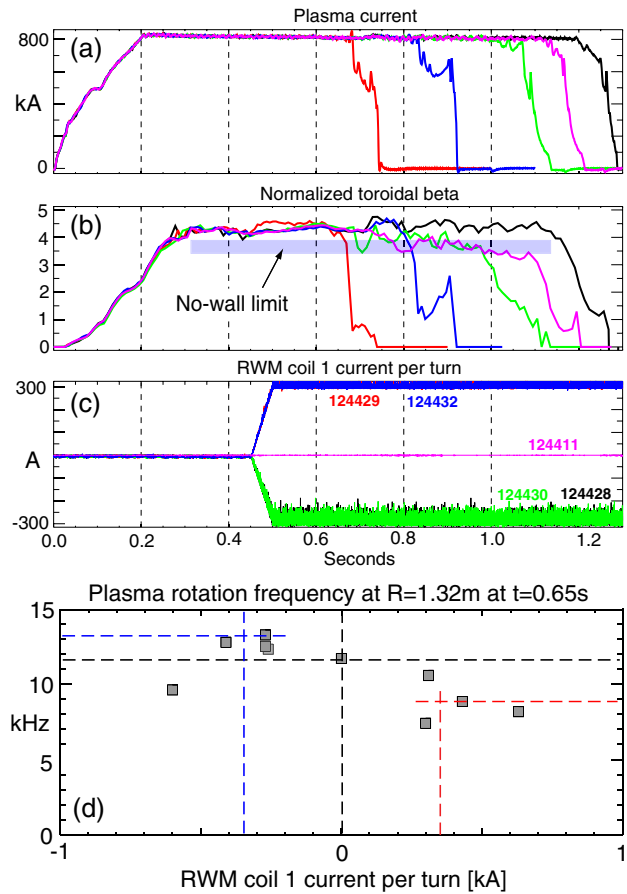 Plasma current
(a)
800
kA
0
Normalized toroidal beta
(b)
5
4
3
2
1
0
No-wall limit
RWM coil 1 current per turn
(c)
300
A
-300
124429 124432
124411
124430 124428
0.0 0.2 0.4 0.6 0.8 1.0 1.2
Seconds
Plasma rotation frequency at R=1.32m at t=0.65s
15
10
kHz
5
0
(d)
-1 0 1
RWM coil 1 current per turn [kA]